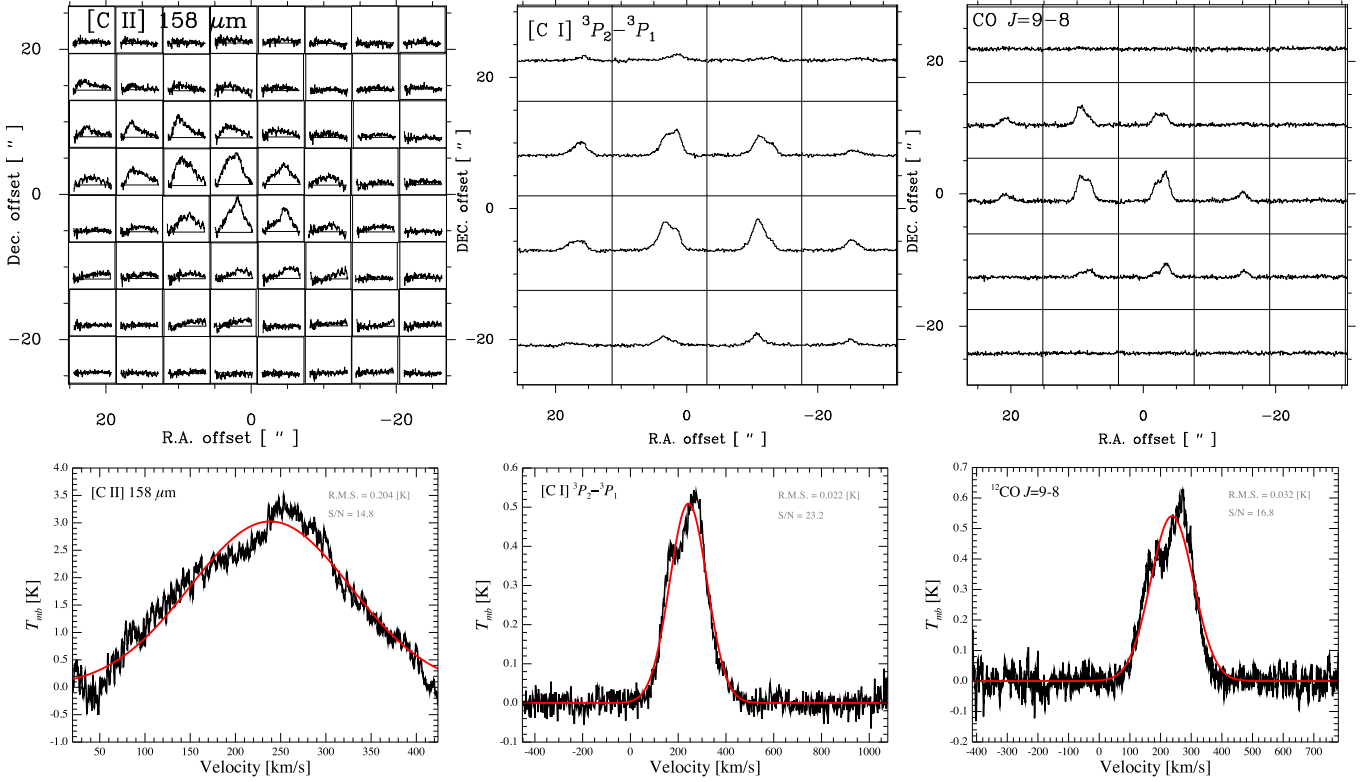 [C II] 158 μm
20
0
−20
Dec. offset [ ″ ]
20
0
−20
R.A. offset [ ″ ]
[C I] ³P₂−³P₁
20
0
−20
DEC. offset [ ″ ]
20
0
−20
R.A. offset [ ″ ]
CO J=9−8
20
0
−20
DEC. offset [ ″ ]
20
0
−20
R.A. offset [ ″ ]
[C II] 158 μm
R.M.S. = 0.204 [K]
S/N = 14.8
4.0
3.5
3.0
2.5
2.0
1.5
1.0
0.5
0.0
-0.5
-1.0
T_mb [K]
50 100 150 200 250 300 350 400
Velocity [km/s]
[C I] ³P₂−³P₁
R.M.S. = 0.022 [K]
S/N = 23.2
0.6
0.5
0.4
0.3
0.2
0.1
0.0
-0.1
T_mb [K]
-400 -200 0 200 400 600 800 1000
Velocity [km/s]
¹²CO J=9-8
R.M.S. = 0.032 [K]
S/N = 16.8
0.7
0.6
0.5
0.4
0.3
0.2
0.1
0.0
-0.1
-0.2
T_mb [K]
-400 -300 -200 -100 0 100 200 300 400 500 600 700
Velocity [km/s]